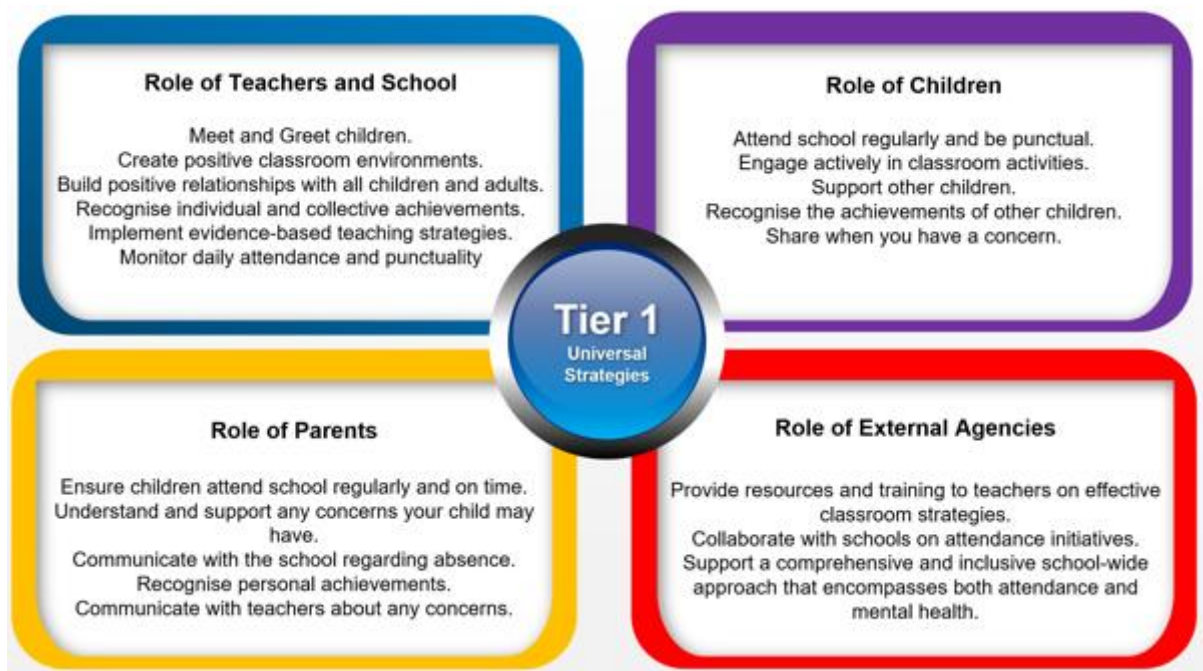 Role of Teachers and School
Meet and Greet children.
Create positive classroom environments.
Build positive relationships with all children and adults.
Recognise individual and collective achievements.
Implement evidence-based teaching strategies.
Monitor daily attendance and punctuality
Role of Children
Attend school regularly and be punctual.
Engage actively in classroom activities.
Support other children.
Recognise the achievements of other children.
Share when you have a concern.
Tier 1
Universal
Strategies
Role of Parents
Ensure children attend school regularly and on time.
Understand and support any concerns your child may
have.
Communicate with the school regarding absence.
Recognise personal achievements.
Communicate with teachers about any concerns.
Role of External Agencies
Provide resources and training to teachers on effective
classroom strategies.
Collaborate with schools on attendance initiatives.
Support a comprehensive and inclusive school-wide
approach that encompasses both attendance and
mental health.